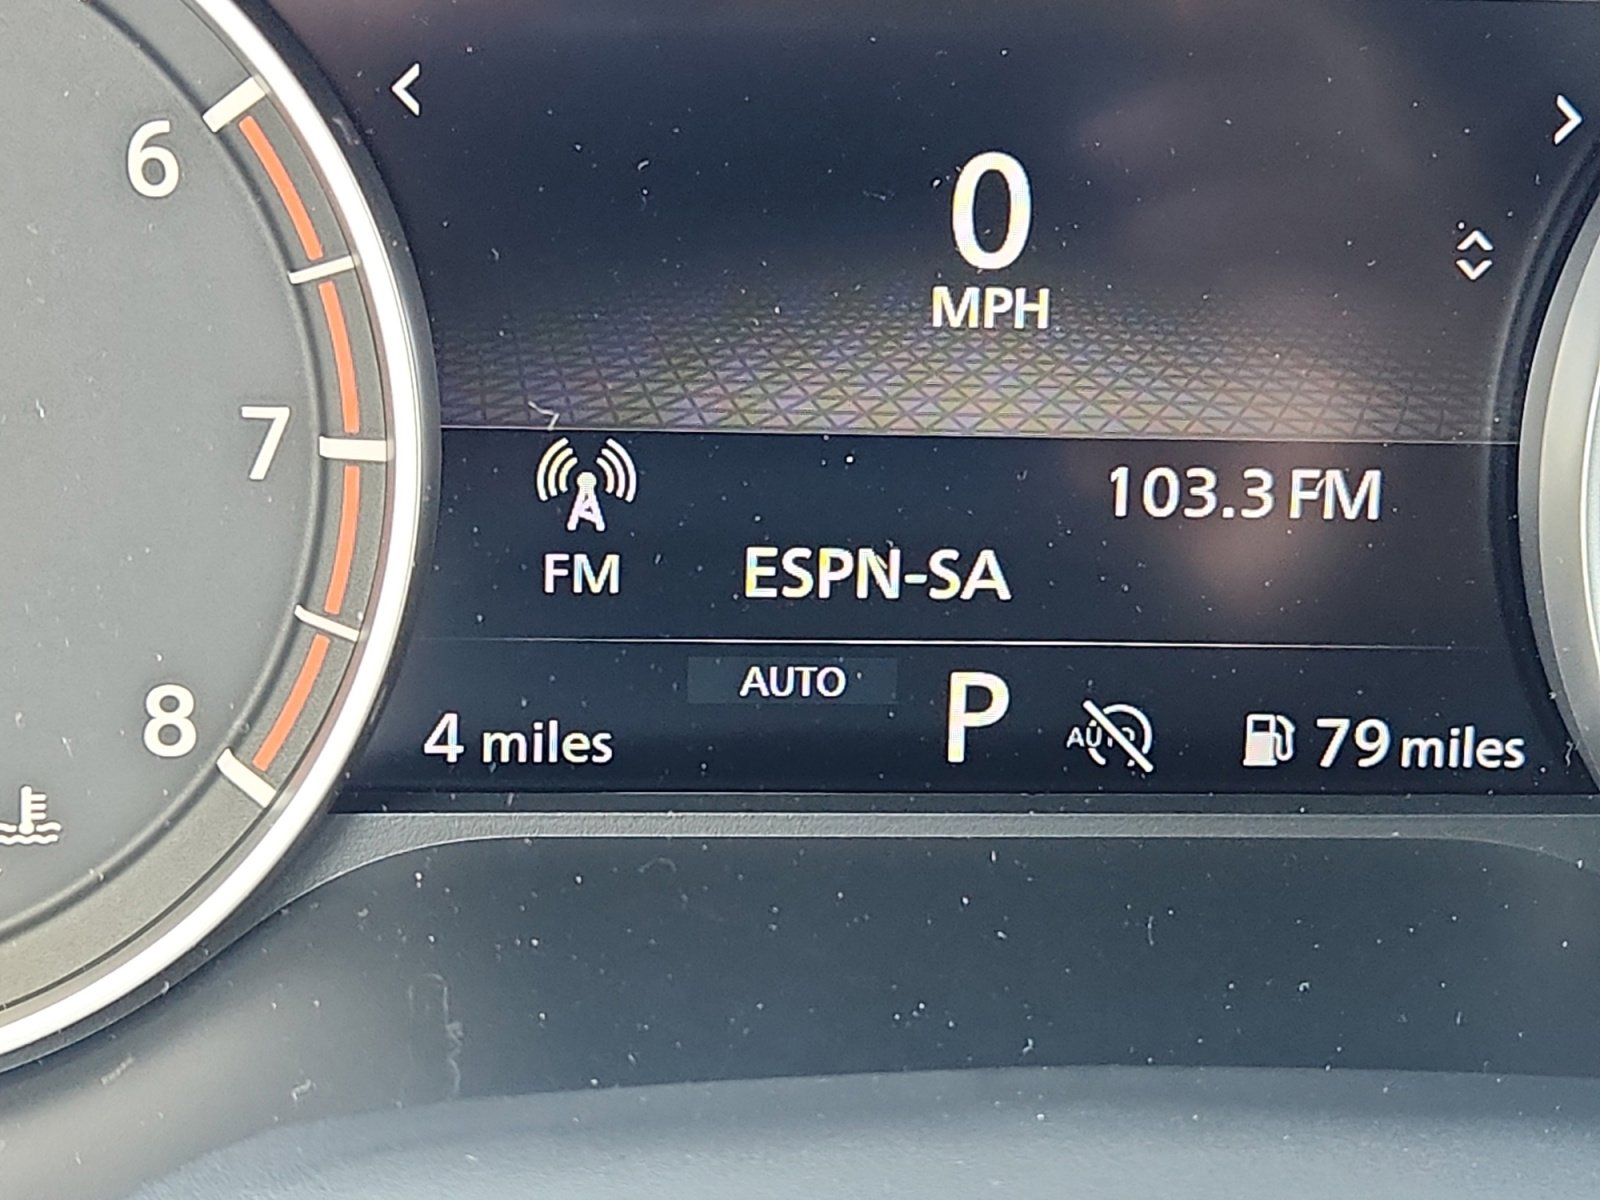 6
7
8
0
MPH
103.3 FM
FM
ESPN-SA
AUTO
4 miles
P
AUTO
79 miles